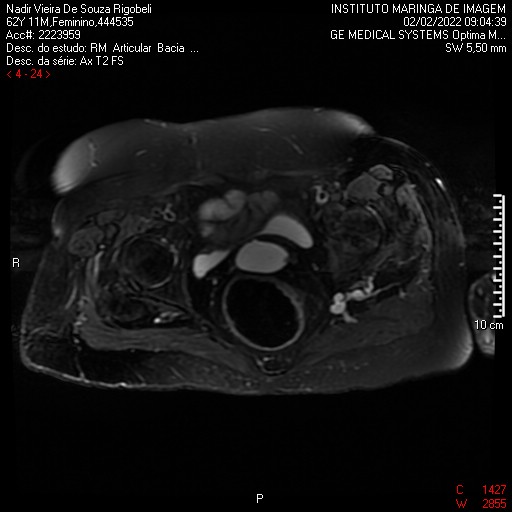 Nadir Vieira De Souza Rigobeli
62Y 11M,Feminino,444535
Acc#: 2223959
Desc. do estudo: RM Articular Bacia ...
Desc. da série: Ax T2 FS
< 4 - 24 >
INSTITUTO MARINGA DE IMAGEM
02/02/2022 09:04:39
GE MEDICAL SYSTEMS Optima M...
SW 5,50 mm
R
10 cm
P
C 1427
W 2855